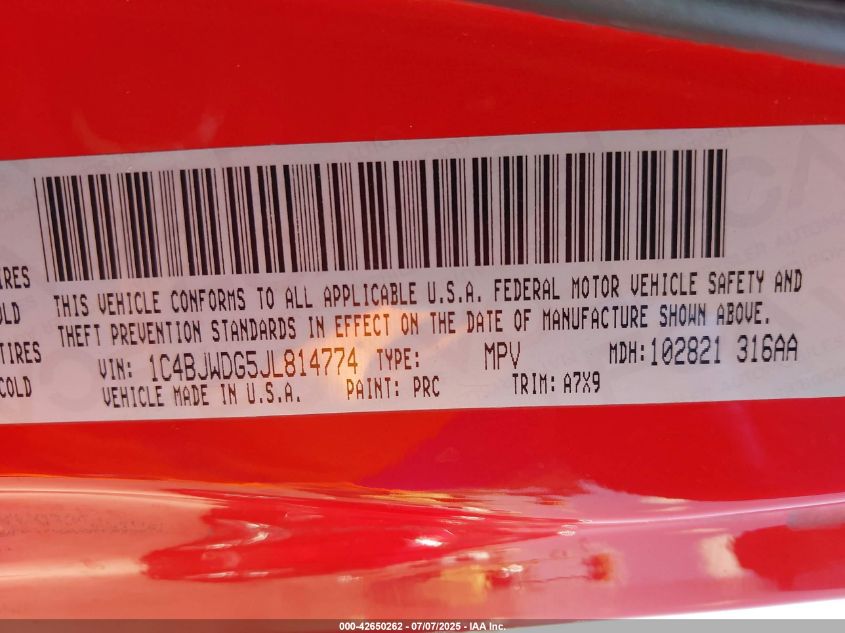 IRES
OLD
TIRES
COLD
THIS VEHICLE CONFORMS TO ALL APPLICABLE U.S.A. FEDERAL MOTOR VEHICLE SAFETY AND
THEFT PREVENTION STANDARDS IN EFFECT ON THE DATE OF MANUFACTURE SHOWN ABOVE.
VIN: 1C4BJWDG5JL814774 TYPE: MPV MDH:102821 316AA
VEHICLE MADE IN U.S.A. PAINT: PRC TRIM: A7X9
000-42650262 - 07/07/2025 - IAA Inc.